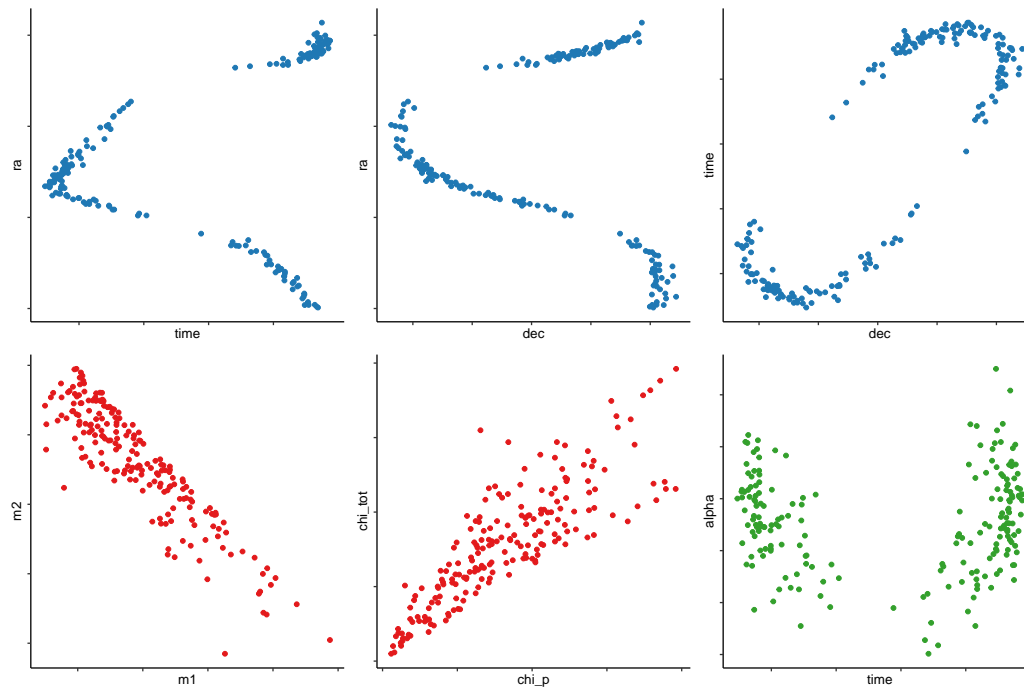 ra
time
ra
dec
time
dec
m2
m1
chi_tot
chi_p
alpha
time